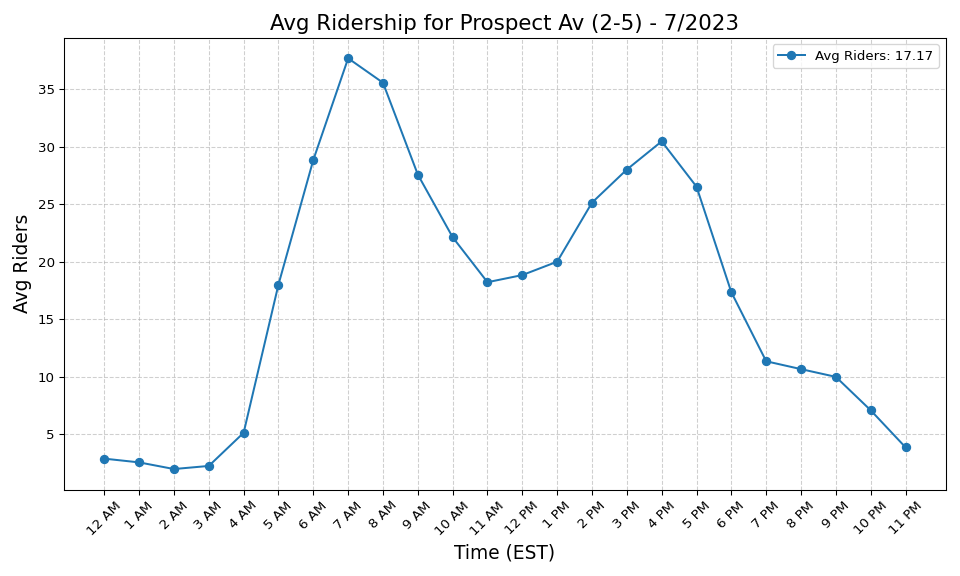 Avg Ridership for Prospect Av (2-5) - 7/2023
Avg Riders: 17.17
Avg Riders
35
30
25
20
15
10
5
12 AM
1 AM
2 AM
3 AM
4 AM
5 AM
6 AM
7 AM
8 AM
9 AM
10 AM
11 AM
12 PM
1 PM
2 PM
3 PM
4 PM
5 PM
6 PM
7 PM
8 PM
9 PM
10 PM
11 PM
Time (EST)